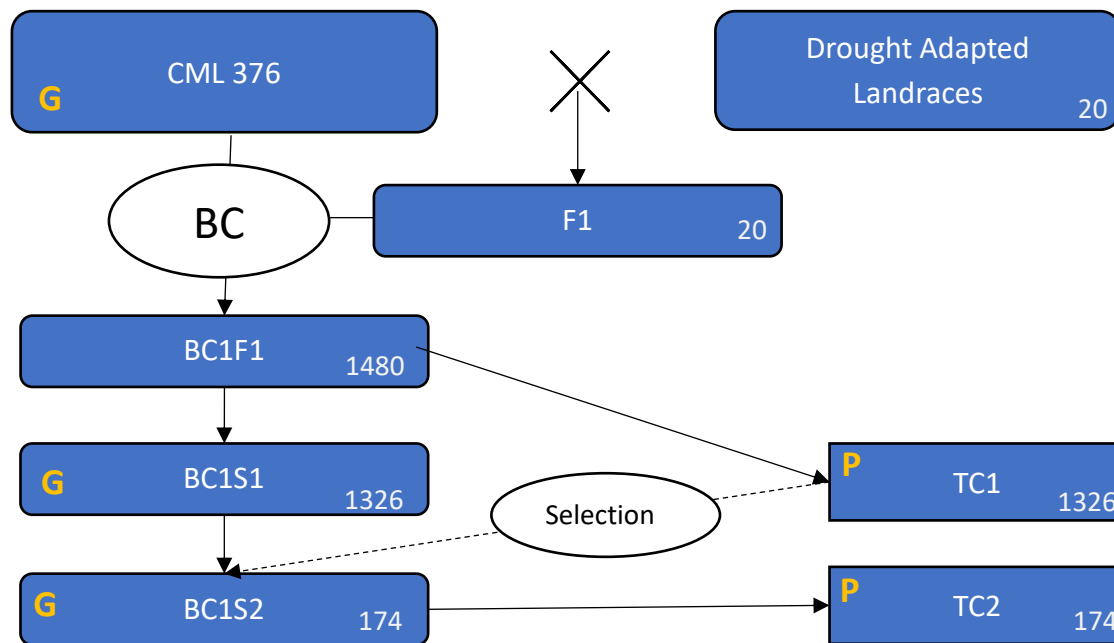 CML 376
G
Drought Adapted
Landraces
20
BC
F1
20
BC1F1
1480
G
BC1S1
1326
P
TC1
1326
Selection
G
BC1S2
174
P
TC2
174